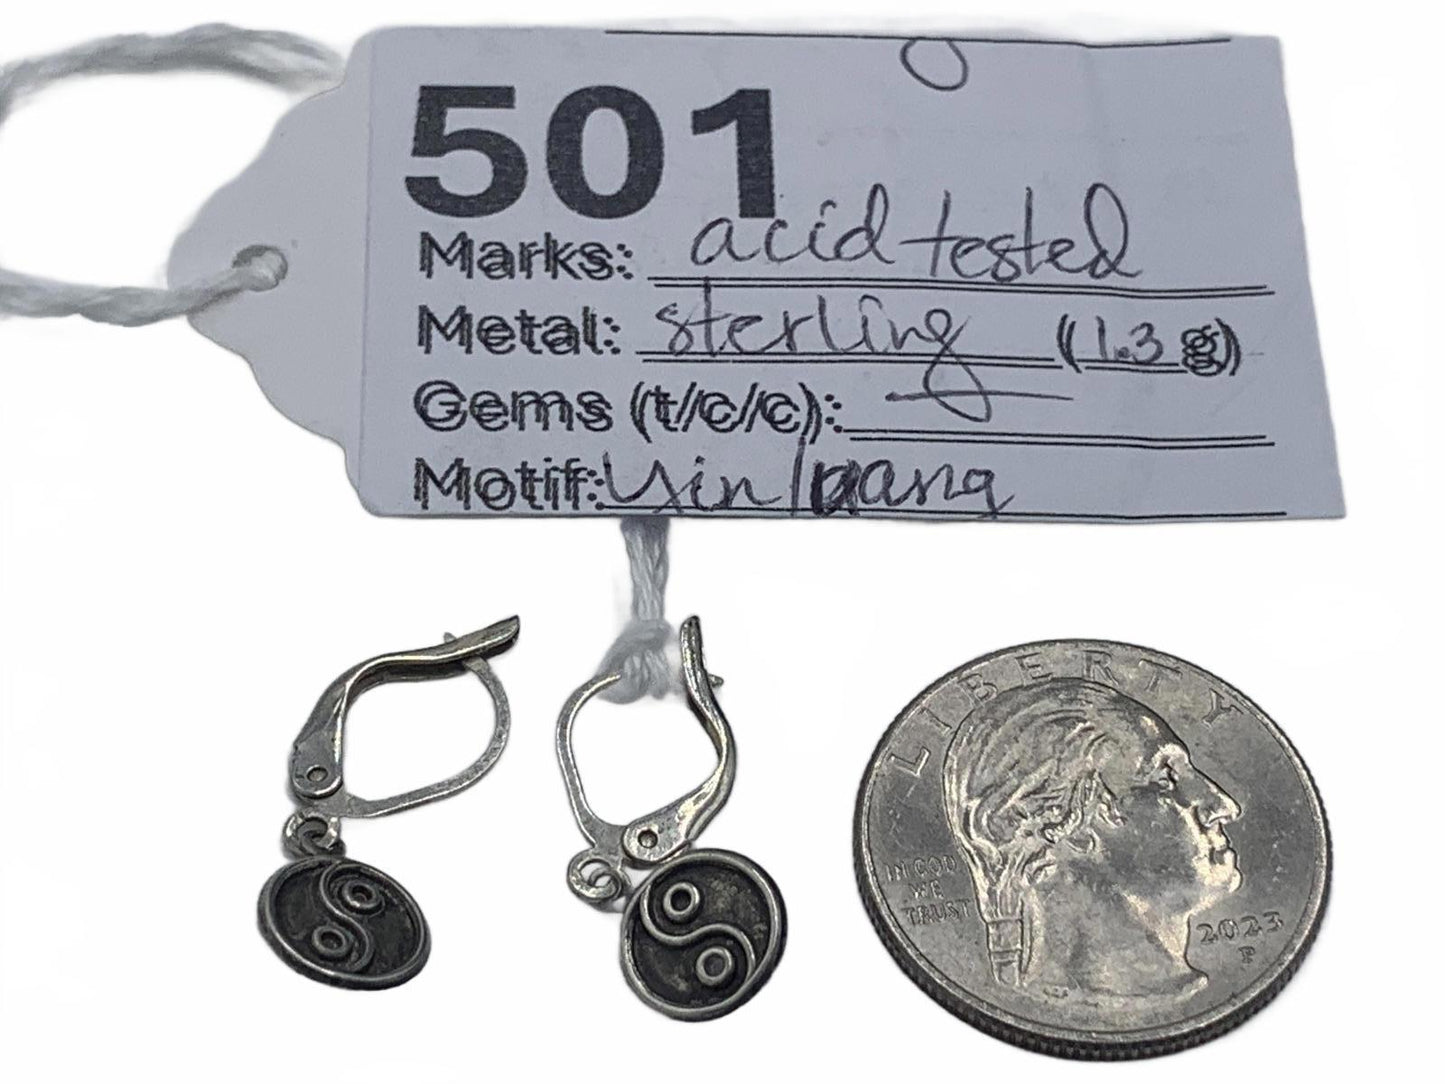 501
Marks: acid tested
Metal: sterling (1.3 g)
Gems (t/c/c): —
Motif: Yin/yang
LIBERTY
IN GOD
WE
TRUST
2023
P